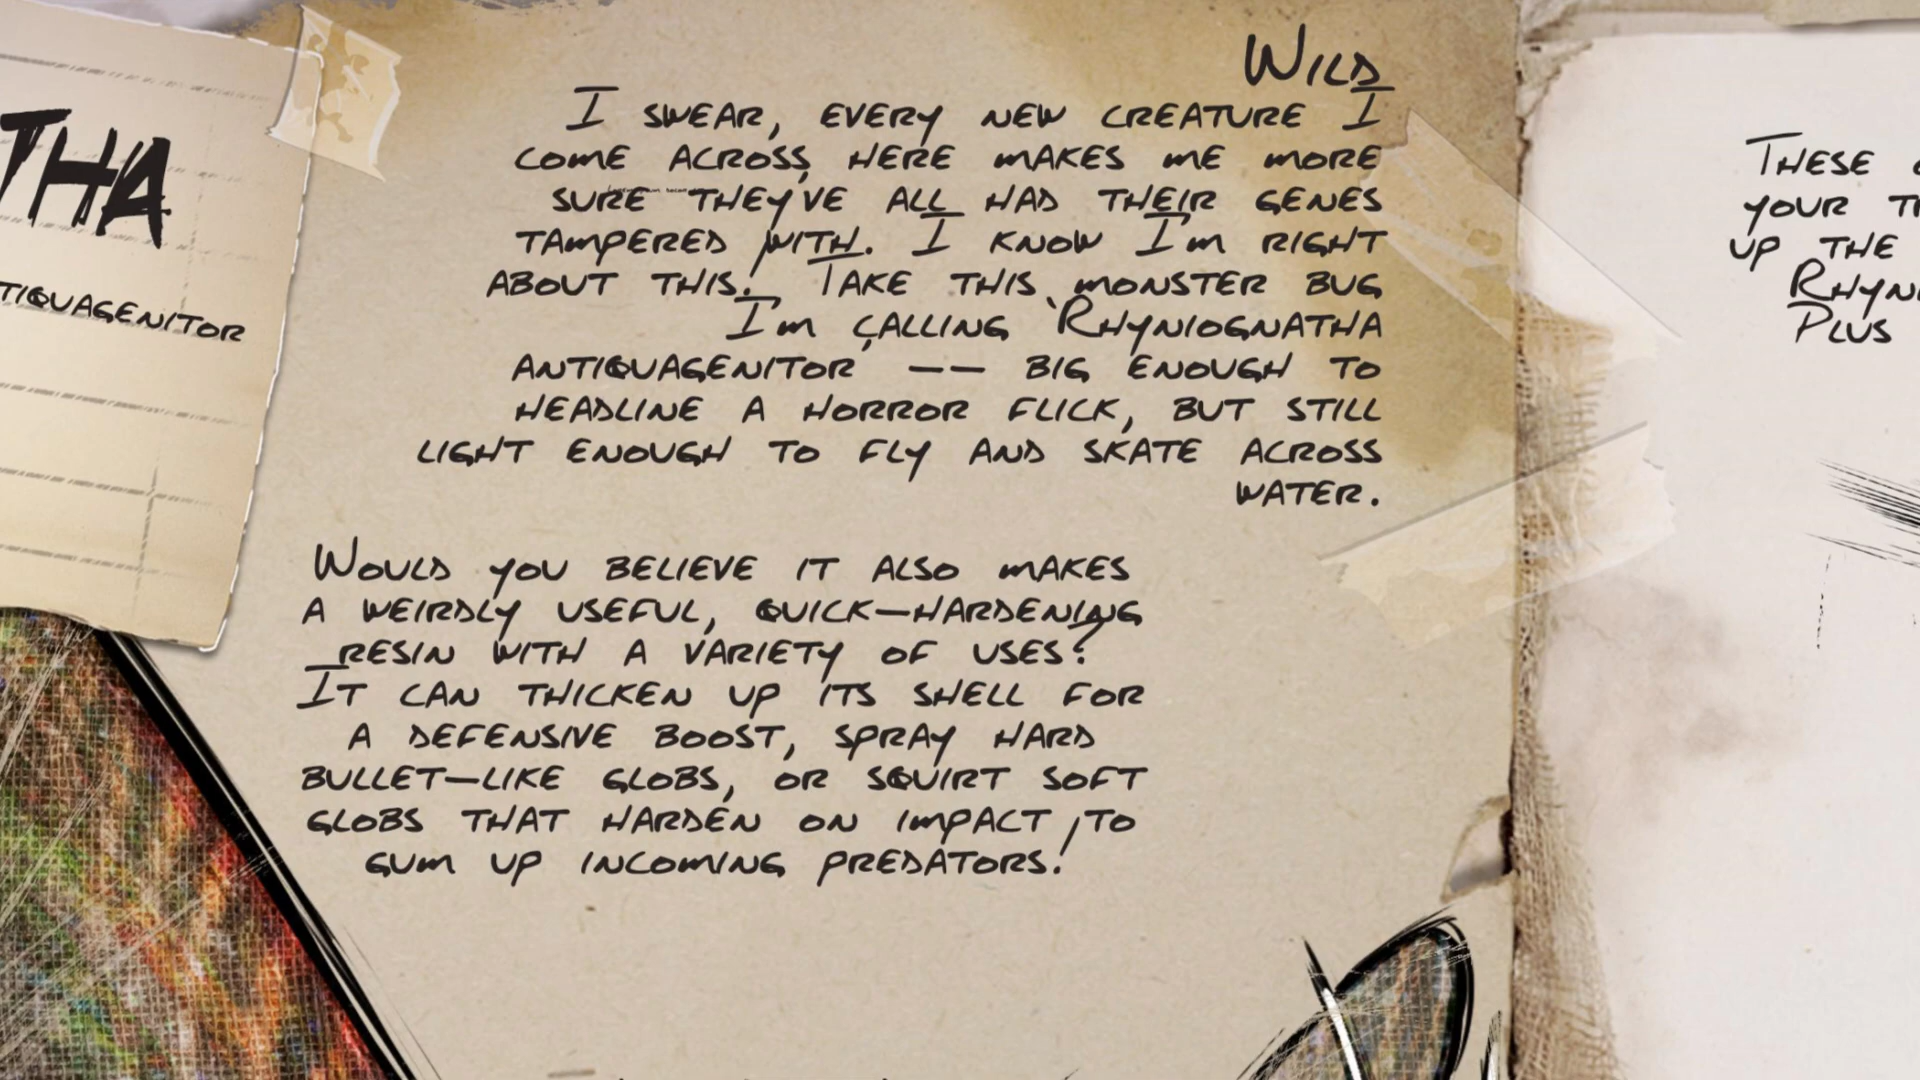 THA
TIQUAGENITOR
WILD
I SWEAR, EVERY NEW CREATURE I
COME ACROSS HERE MAKES ME MORE
SURE THEY'VE ALL HAD THEIR GENES
TAMPERED WITH. I KNOW I'M RIGHT
ABOUT THIS! TAKE THIS MONSTER BUG
I'M CALLING 'RHYNIOGNATHA
ANTIQUAGENITOR' -- BIG ENOUGH TO
HEADLINE A HORROR FLICK, BUT STILL
LIGHT ENOUGH TO FLY AND SKATE ACROSS
WATER.
WOULD YOU BELIEVE IT ALSO MAKES
A WEIRDLY USEFUL, QUICK-HARDENING
RESIN WITH A VARIETY OF USES?
IT CAN THICKEN UP ITS SHELL FOR
A DEFENSIVE BOOST, SPRAY HARD
BULLET-LIKE GLOBS, OR SQUIRT SOFT
GLOBS THAT HARDEN ON IMPACT TO
GUM UP INCOMING PREDATORS!
THESE
YOUR
UP THE
RHYNI
PLUS